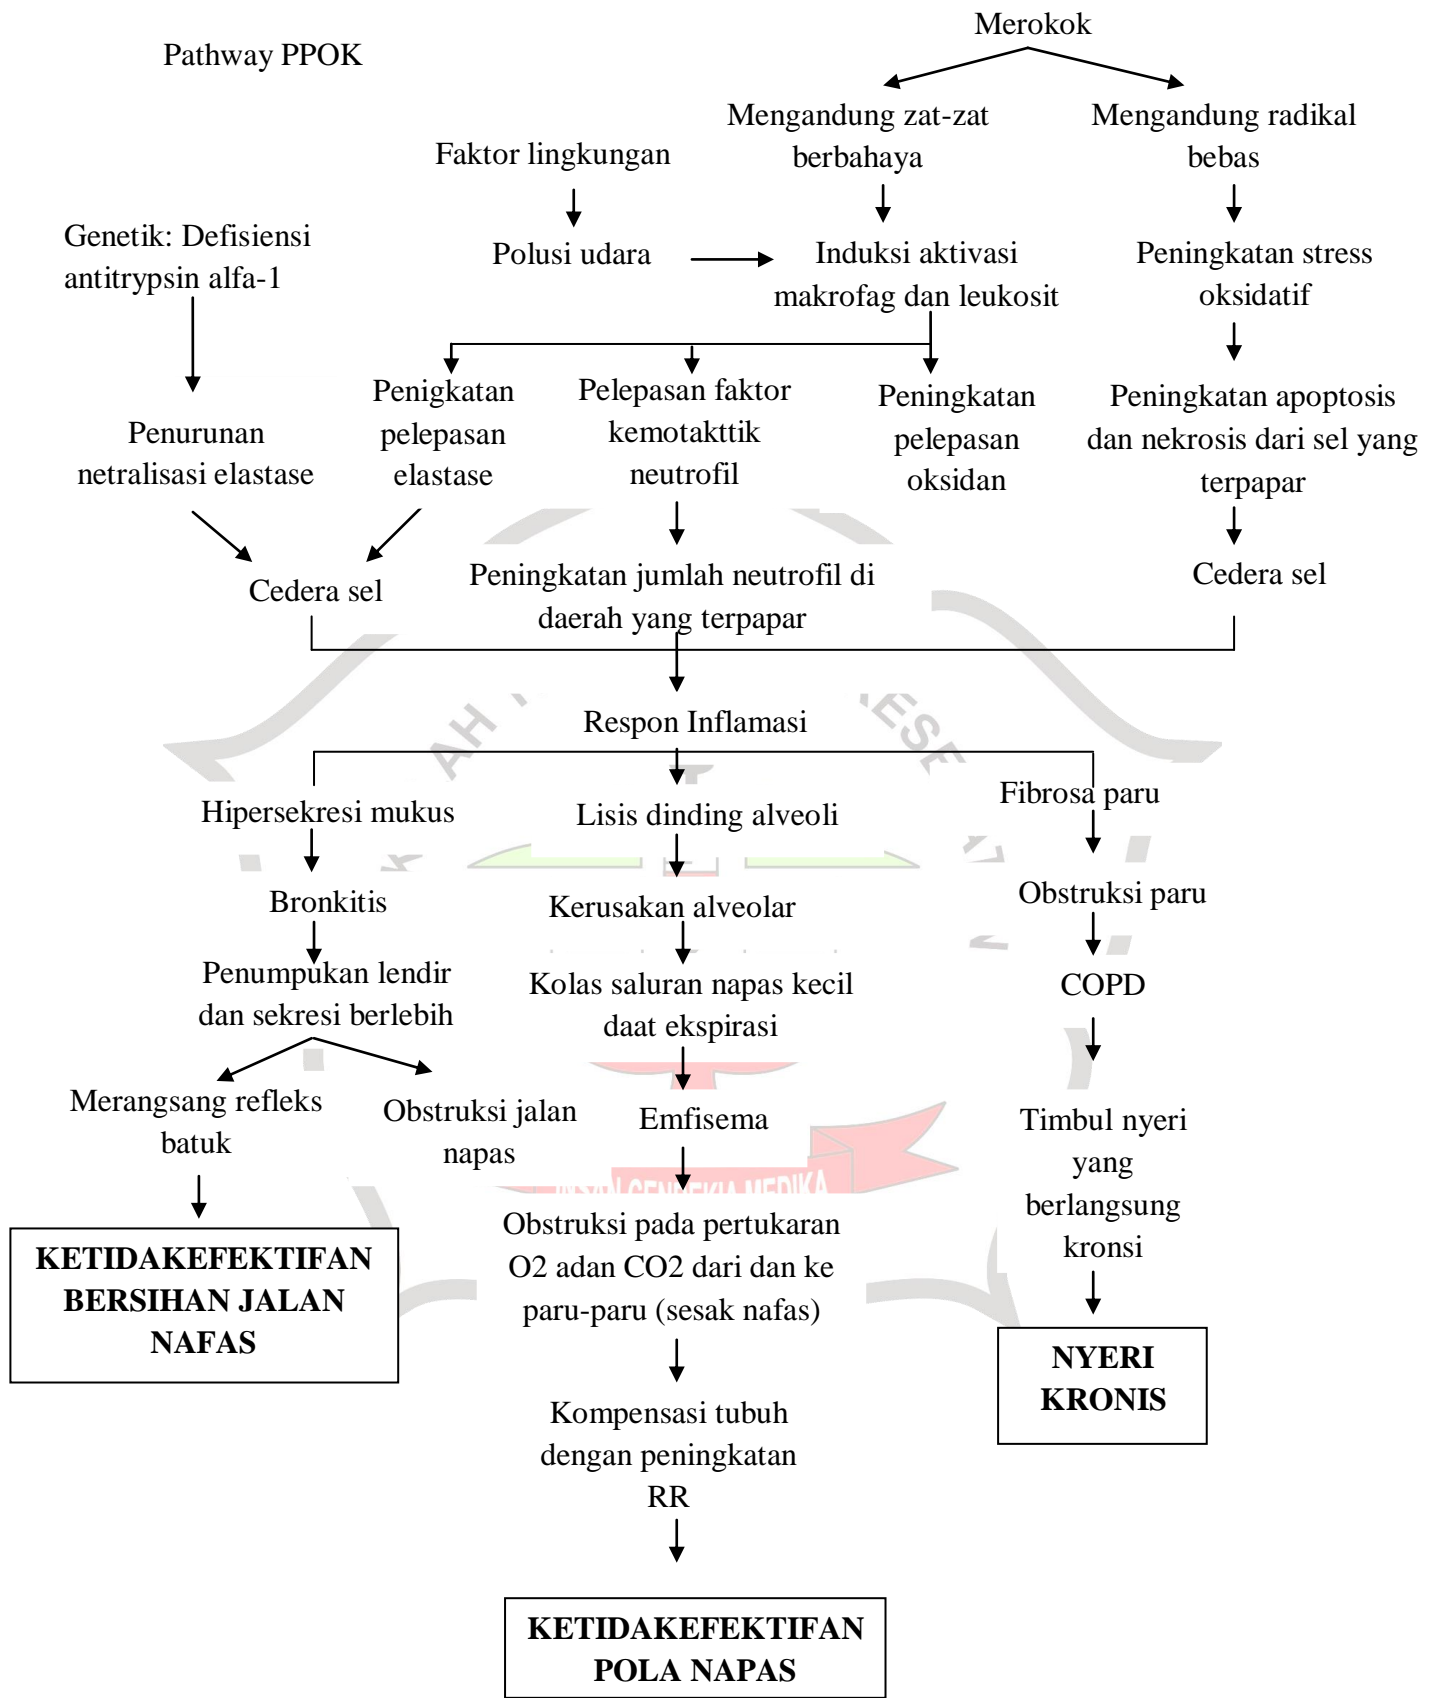 Pathway PPOK
Merokok
Mengandung zat-zat
berbahaya
Mengandung radikal
bebas
Faktor lingkungan
Genetik: Defisiensi
antitrypsin alfa-1
Polusi udara
Induksi aktivasi
makrofag dan leukosit
Peningkatan stress
oksidatif
Penurunan
netralisasi elastase
Penigkatan
pelepasan
elastase
Pelepasan faktor
kemotakttik
neutrofil
Peningkatan
pelepasan
oksidan
Peningkatan apoptosis
dan nekrosis dari sel yang
terpapar
Cedera sel
Peningkatan jumlah neutrofil di
daerah yang terpapar
Cedera sel
Respon Inflamasi
Hipersekresi mukus
Lisis dinding alveoli
Fibrosa paru
Bronkitis
Kerusakan alveolar
Obstruksi paru
Penumpukan lendir
dan sekresi berlebih
Kolas saluran napas kecil
daat ekspirasi
COPD
Merangsang refleks
batuk
Obstruksi jalan
napas
Emfisema
Timbul nyeri
yang
berlangsung
kronsi
INSAN CENDEKIA MEDIKA
KETIDAKEFEKTIFAN
BERSIHAN JALAN
NAFAS
Obstruksi pada pertukaran
O2 adan CO2 dari dan ke
paru-paru (sesak nafas)
NYERI
KRONIS
Kompensasi tubuh
dengan peningkatan
RR
KETIDAKEFEKTIFAN
POLA NAPAS